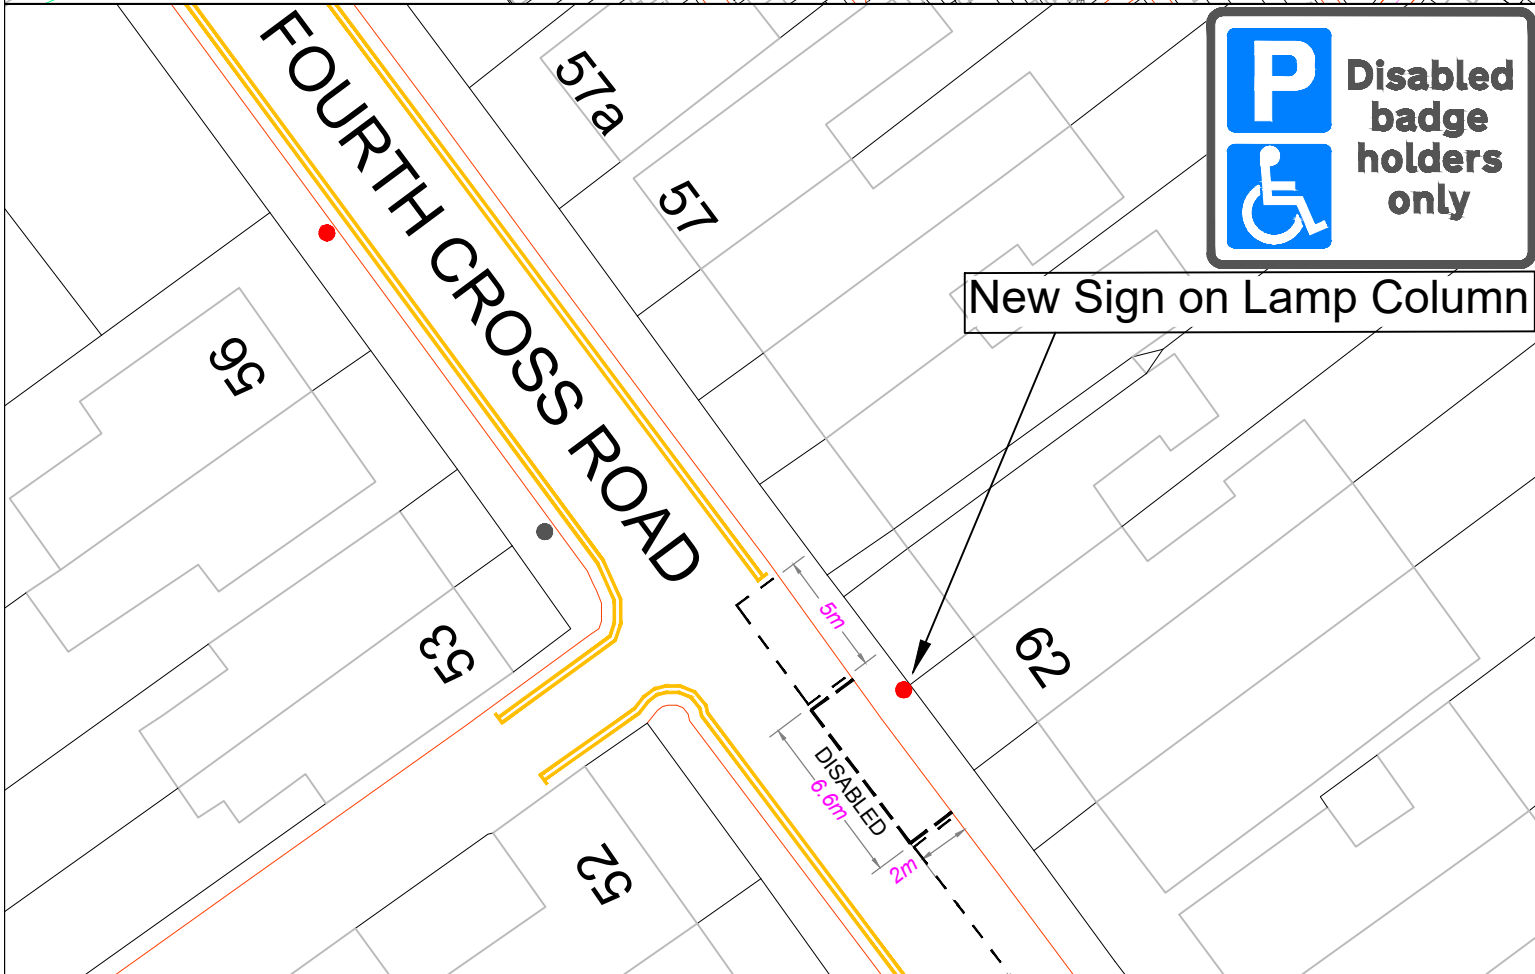 FOURTH CROSS ROAD
57a
57
P
Disabled
badge
holders
only
New Sign on Lamp Column
56
53
52
62
5m
DISABLED
6.6m
2m